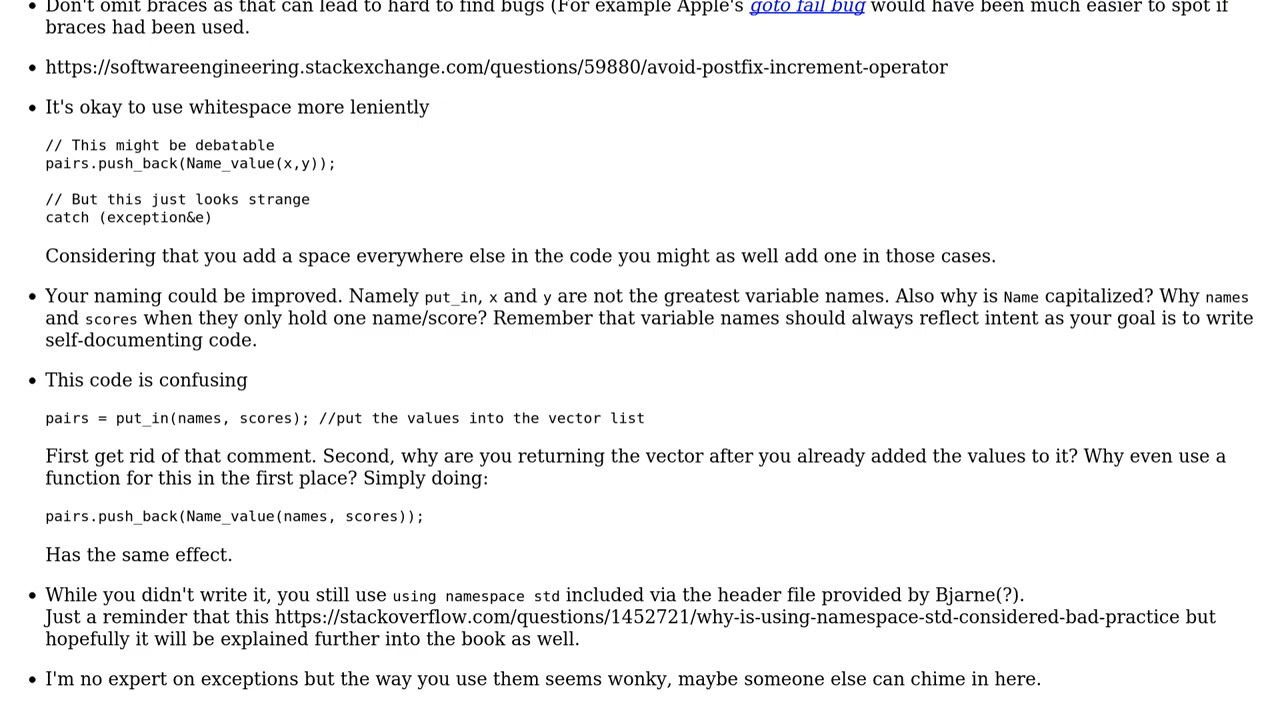 Don't omit braces as that can lead to hard to find bugs (For example Apple's goto fail bug would have been much easier to spot if
braces had been used.
https://softwareengineering.stackexchange.com/questions/59880/avoid-postfix-increment-operator
It's okay to use whitespace more leniently
// This might be debatable
pairs.push_back(Name_value(x,y));
// But this just looks strange
catch (exception&e)
Considering that you add a space everywhere else in the code you might as well add one in those cases.
Your naming could be improved. Namely put_in, x and y are not the greatest variable names. Also why is Name capitalized? Why names
and scores when they only hold one name/score? Remember that variable names should always reflect intent as your goal is to write
self-documenting code.
This code is confusing
pairs = put_in(names, scores); //put the values into the vector list
First get rid of that comment. Second, why are you returning the vector after you already added the values to it? Why even use a
function for this in the first place? Simply doing:
pairs.push_back(Name_value(names, scores));
Has the same effect.
While you didn't write it, you still use using namespace std included via the header file provided by Bjarne(?).
Just a reminder that this https://stackoverflow.com/questions/1452721/why-is-using-namespace-std-considered-bad-practice but
hopefully it will be explained further into the book as well.
I'm no expert on exceptions but the way you use them seems wonky, maybe someone else can chime in here.